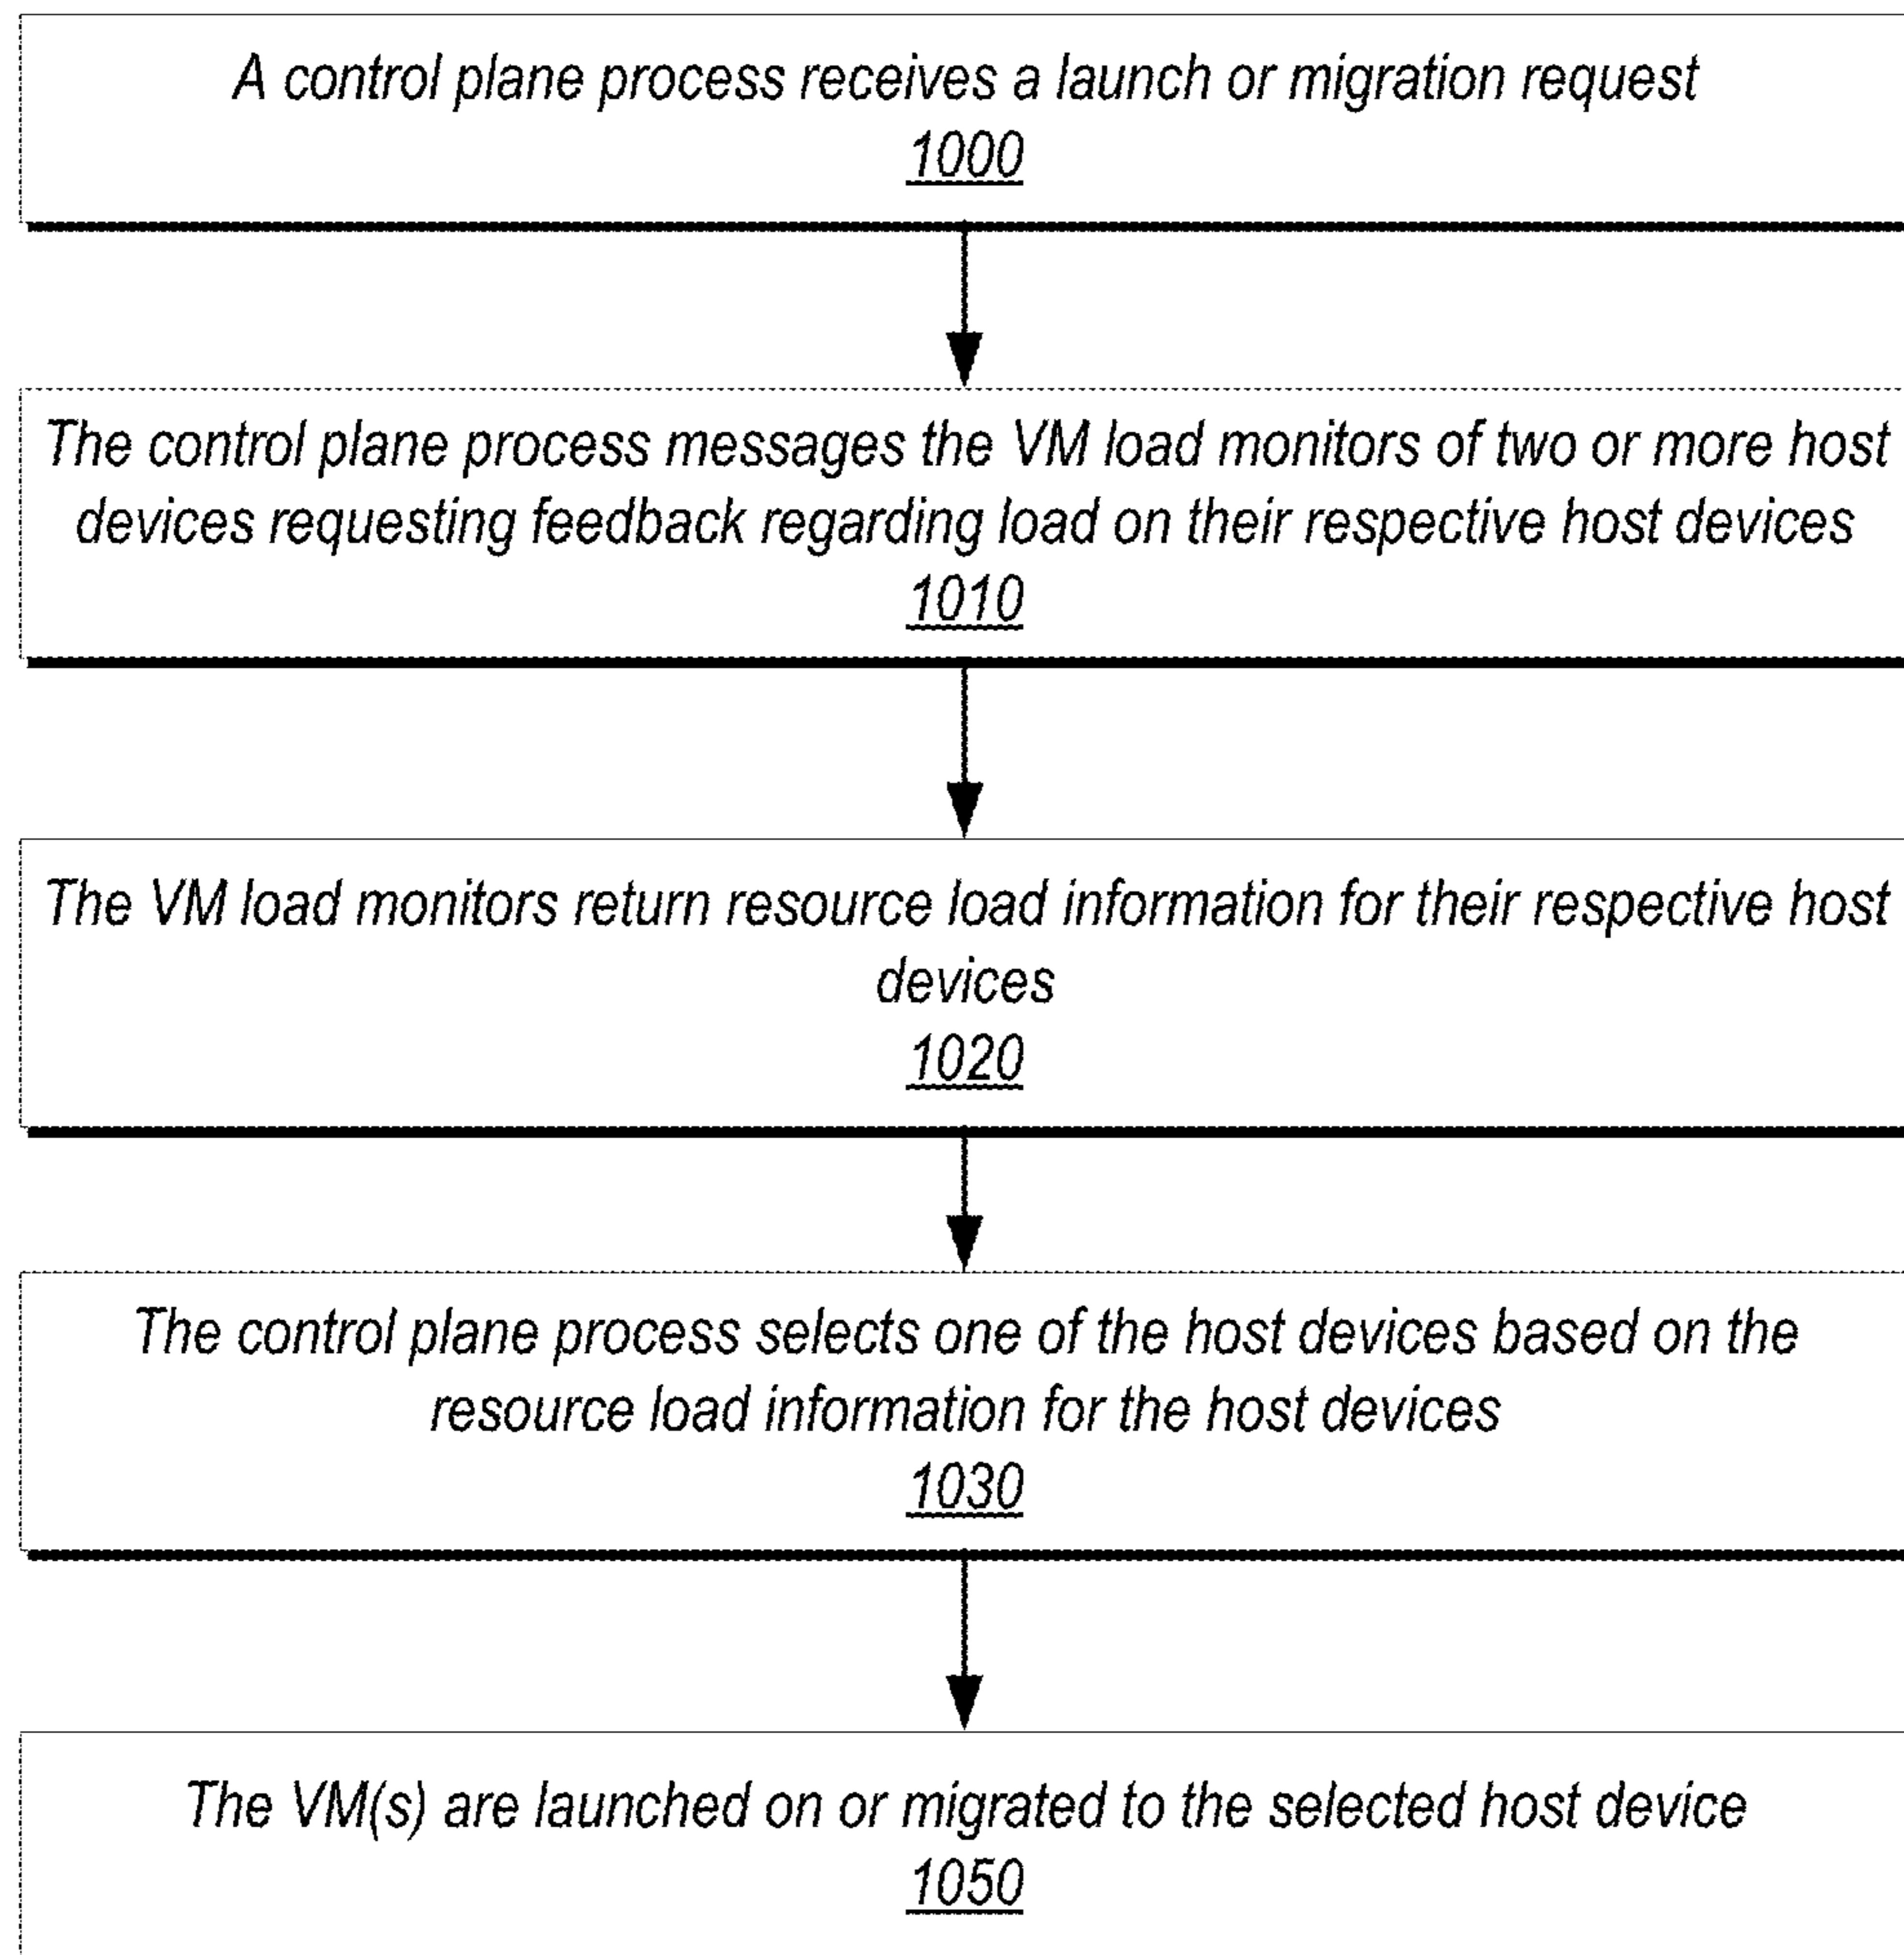 A control plane process receives a launch or migration request
1000
The control plane process messages the VM load monitors of two or more host
devices requesting feedback regarding load on their respective host devices
1010
The VM load monitors return resource load information for their respective host
devices
1020
The control plane process selects one of the host devices based on the
resource load information for the host devices
1030
The VM(s) are launched on or migrated to the selected host device
1050